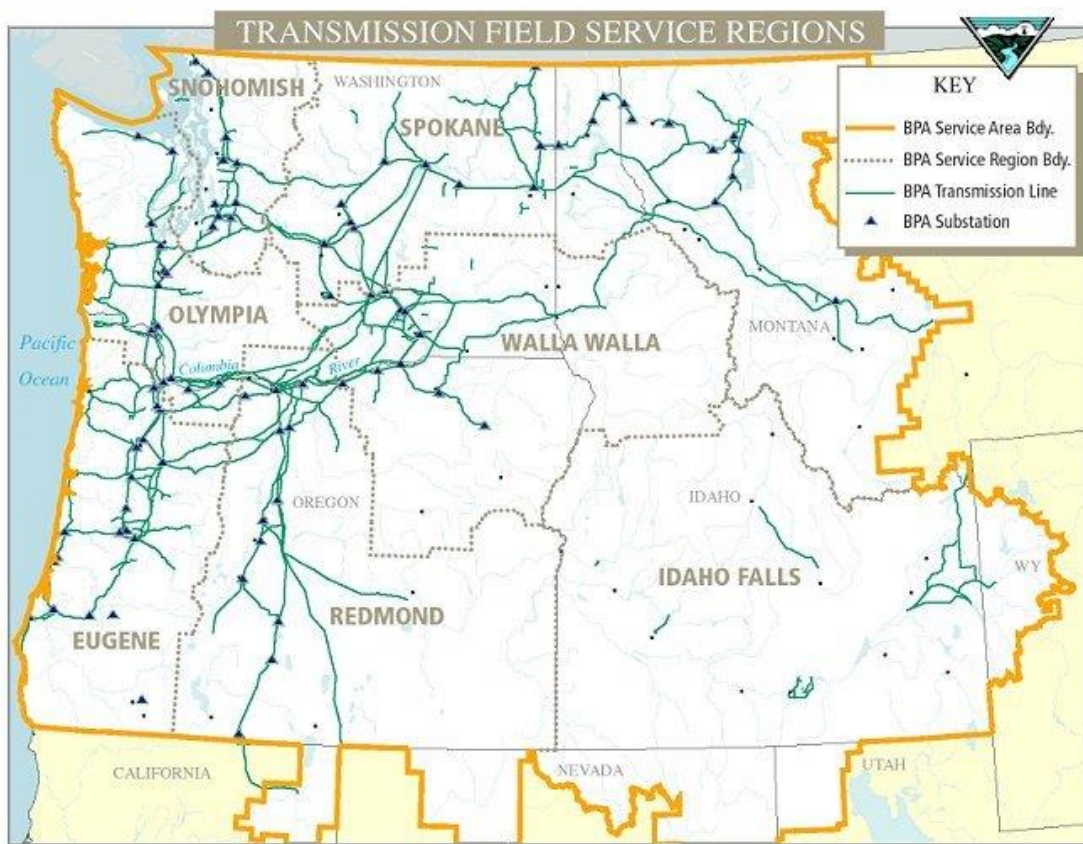 TRANSMISSION FIELD SERVICE REGIONS
KEY
BPA Service Area Bdy.
BPA Service Region Bdy.
BPA Transmission Line
BPA Substation
SNOHOMISH
WASHINGTON
SPOKANE
OLYMPIA
Pacific
Ocean
Columbia
River
WALLA WALLA
MONTANA
OREGON
IDAHO
IDAHO FALLS
WY
REDMOND
EUGENE
CALIFORNIA
NEVADA
UTAH